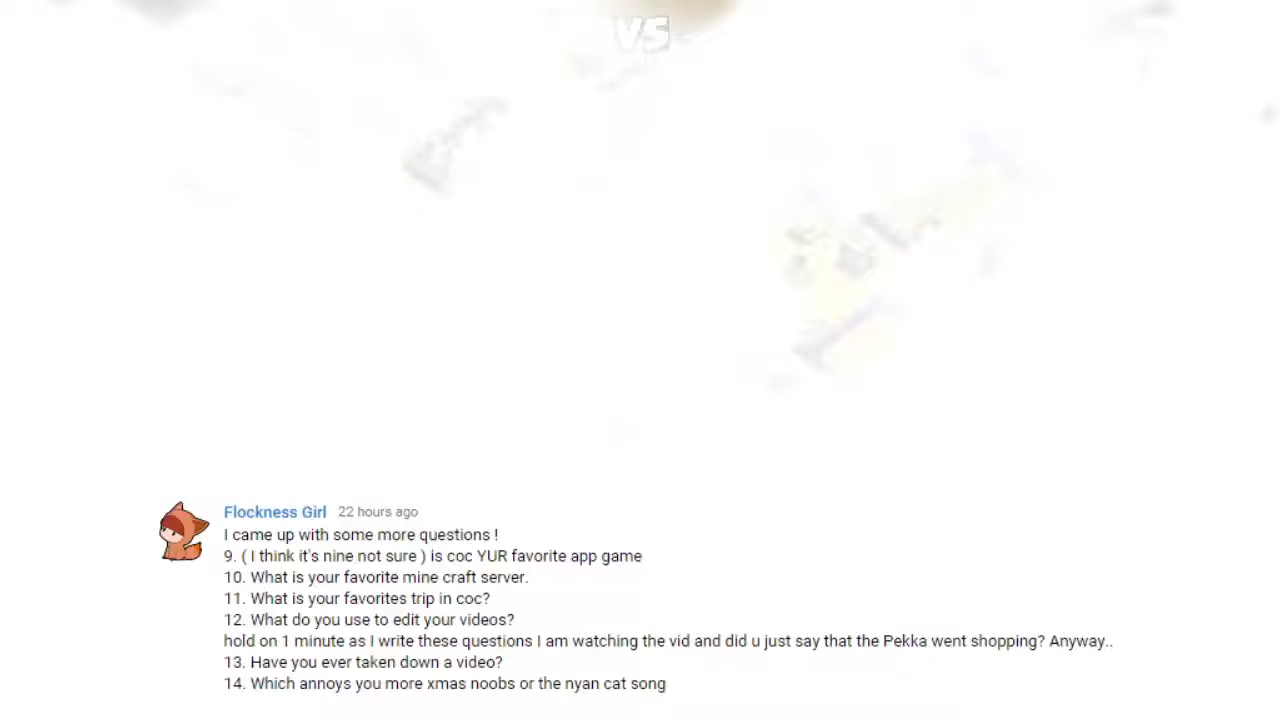 VS
Flockness Girl 22 hours ago
I came up with some more questions !
9. ( I think it's nine not sure ) is coc YUR favorite app game
10. What is your favorite mine craft server.
11. What is your favorites trip in coc?
12. What do you use to edit your videos?
hold on 1 minute as I write these questions I am watching the vid and did u just say that the Pekka went shopping? Anyway..
13. Have you ever taken down a video?
14. Which annoys you more xmas noobs or the nyan cat song